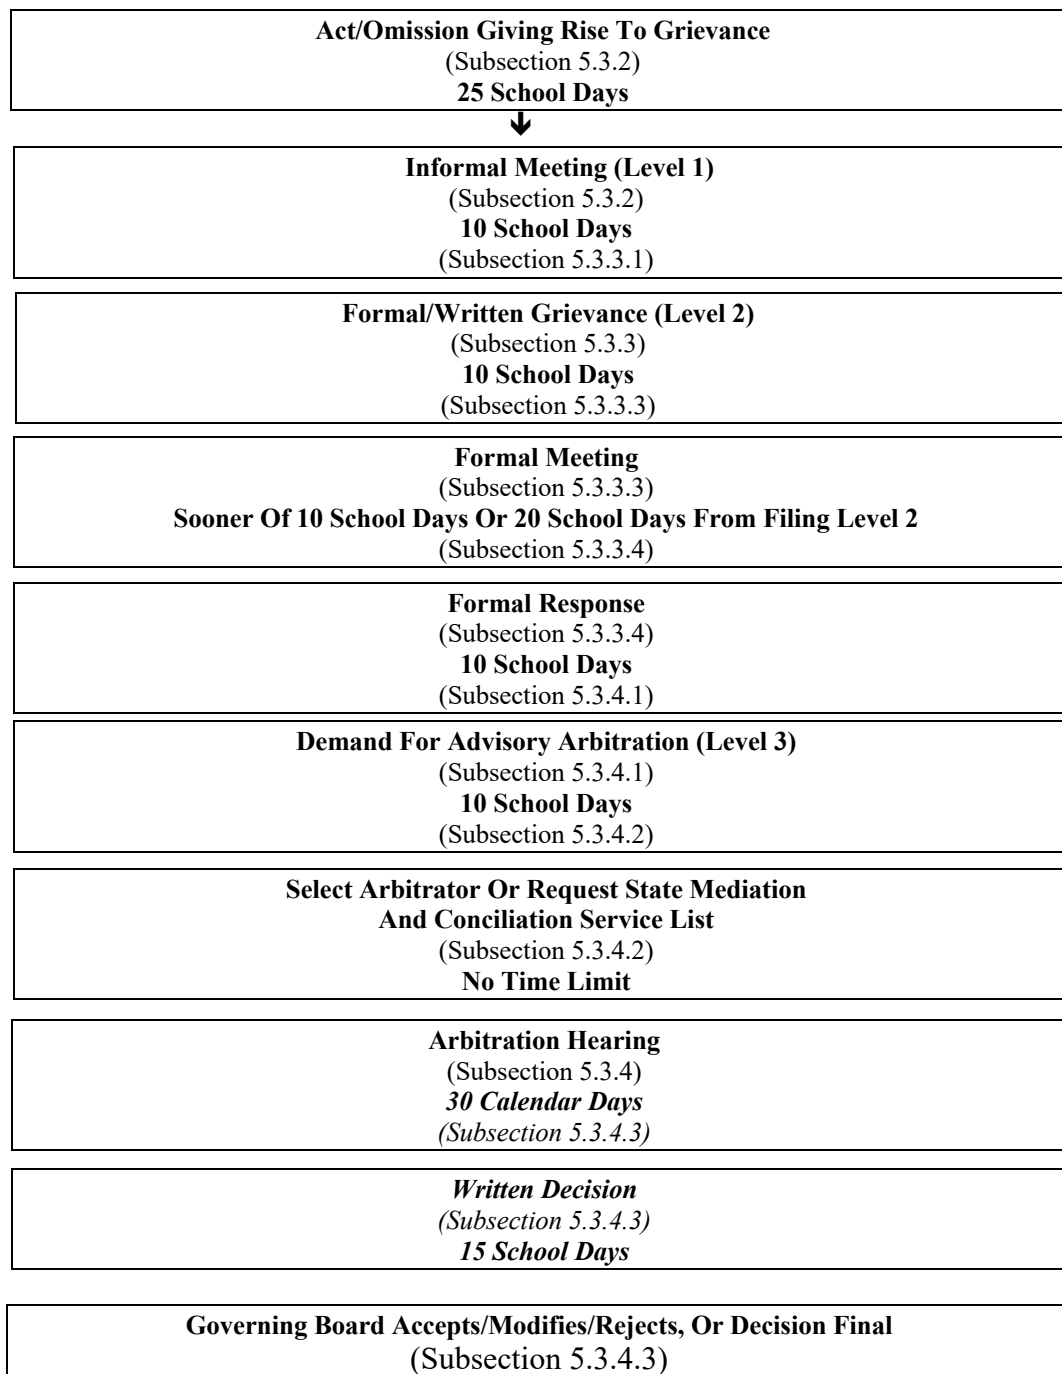 Act/Omission Giving Rise To Grievance
(Subsection 5.3.2)
25 School Days
Informal Meeting (Level 1)
(Subsection 5.3.2)
10 School Days
(Subsection 5.3.3.1)
Formal/Written Grievance (Level 2)
(Subsection 5.3.3)
10 School Days
(Subsection 5.3.3.3)
Formal Meeting
(Subsection 5.3.3.3)
Sooner Of 10 School Days Or 20 School Days From Filing Level 2
(Subsection 5.3.3.4)
Formal Response
(Subsection 5.3.3.4)
10 School Days
(Subsection 5.3.4.1)
Demand For Advisory Arbitration (Level 3)
(Subsection 5.3.4.1)
10 School Days
(Subsection 5.3.4.2)
Select Arbitrator Or Request State Mediation
And Conciliation Service List
(Subsection 5.3.4.2)
No Time Limit
Arbitration Hearing
(Subsection 5.3.4)
30 Calendar Days
(Subsection 5.3.4.3)
Written Decision
(Subsection 5.3.4.3)
15 School Days
Governing Board Accepts/Modifies/Rejects, Or Decision Final
(Subsection 5.3.4.3)